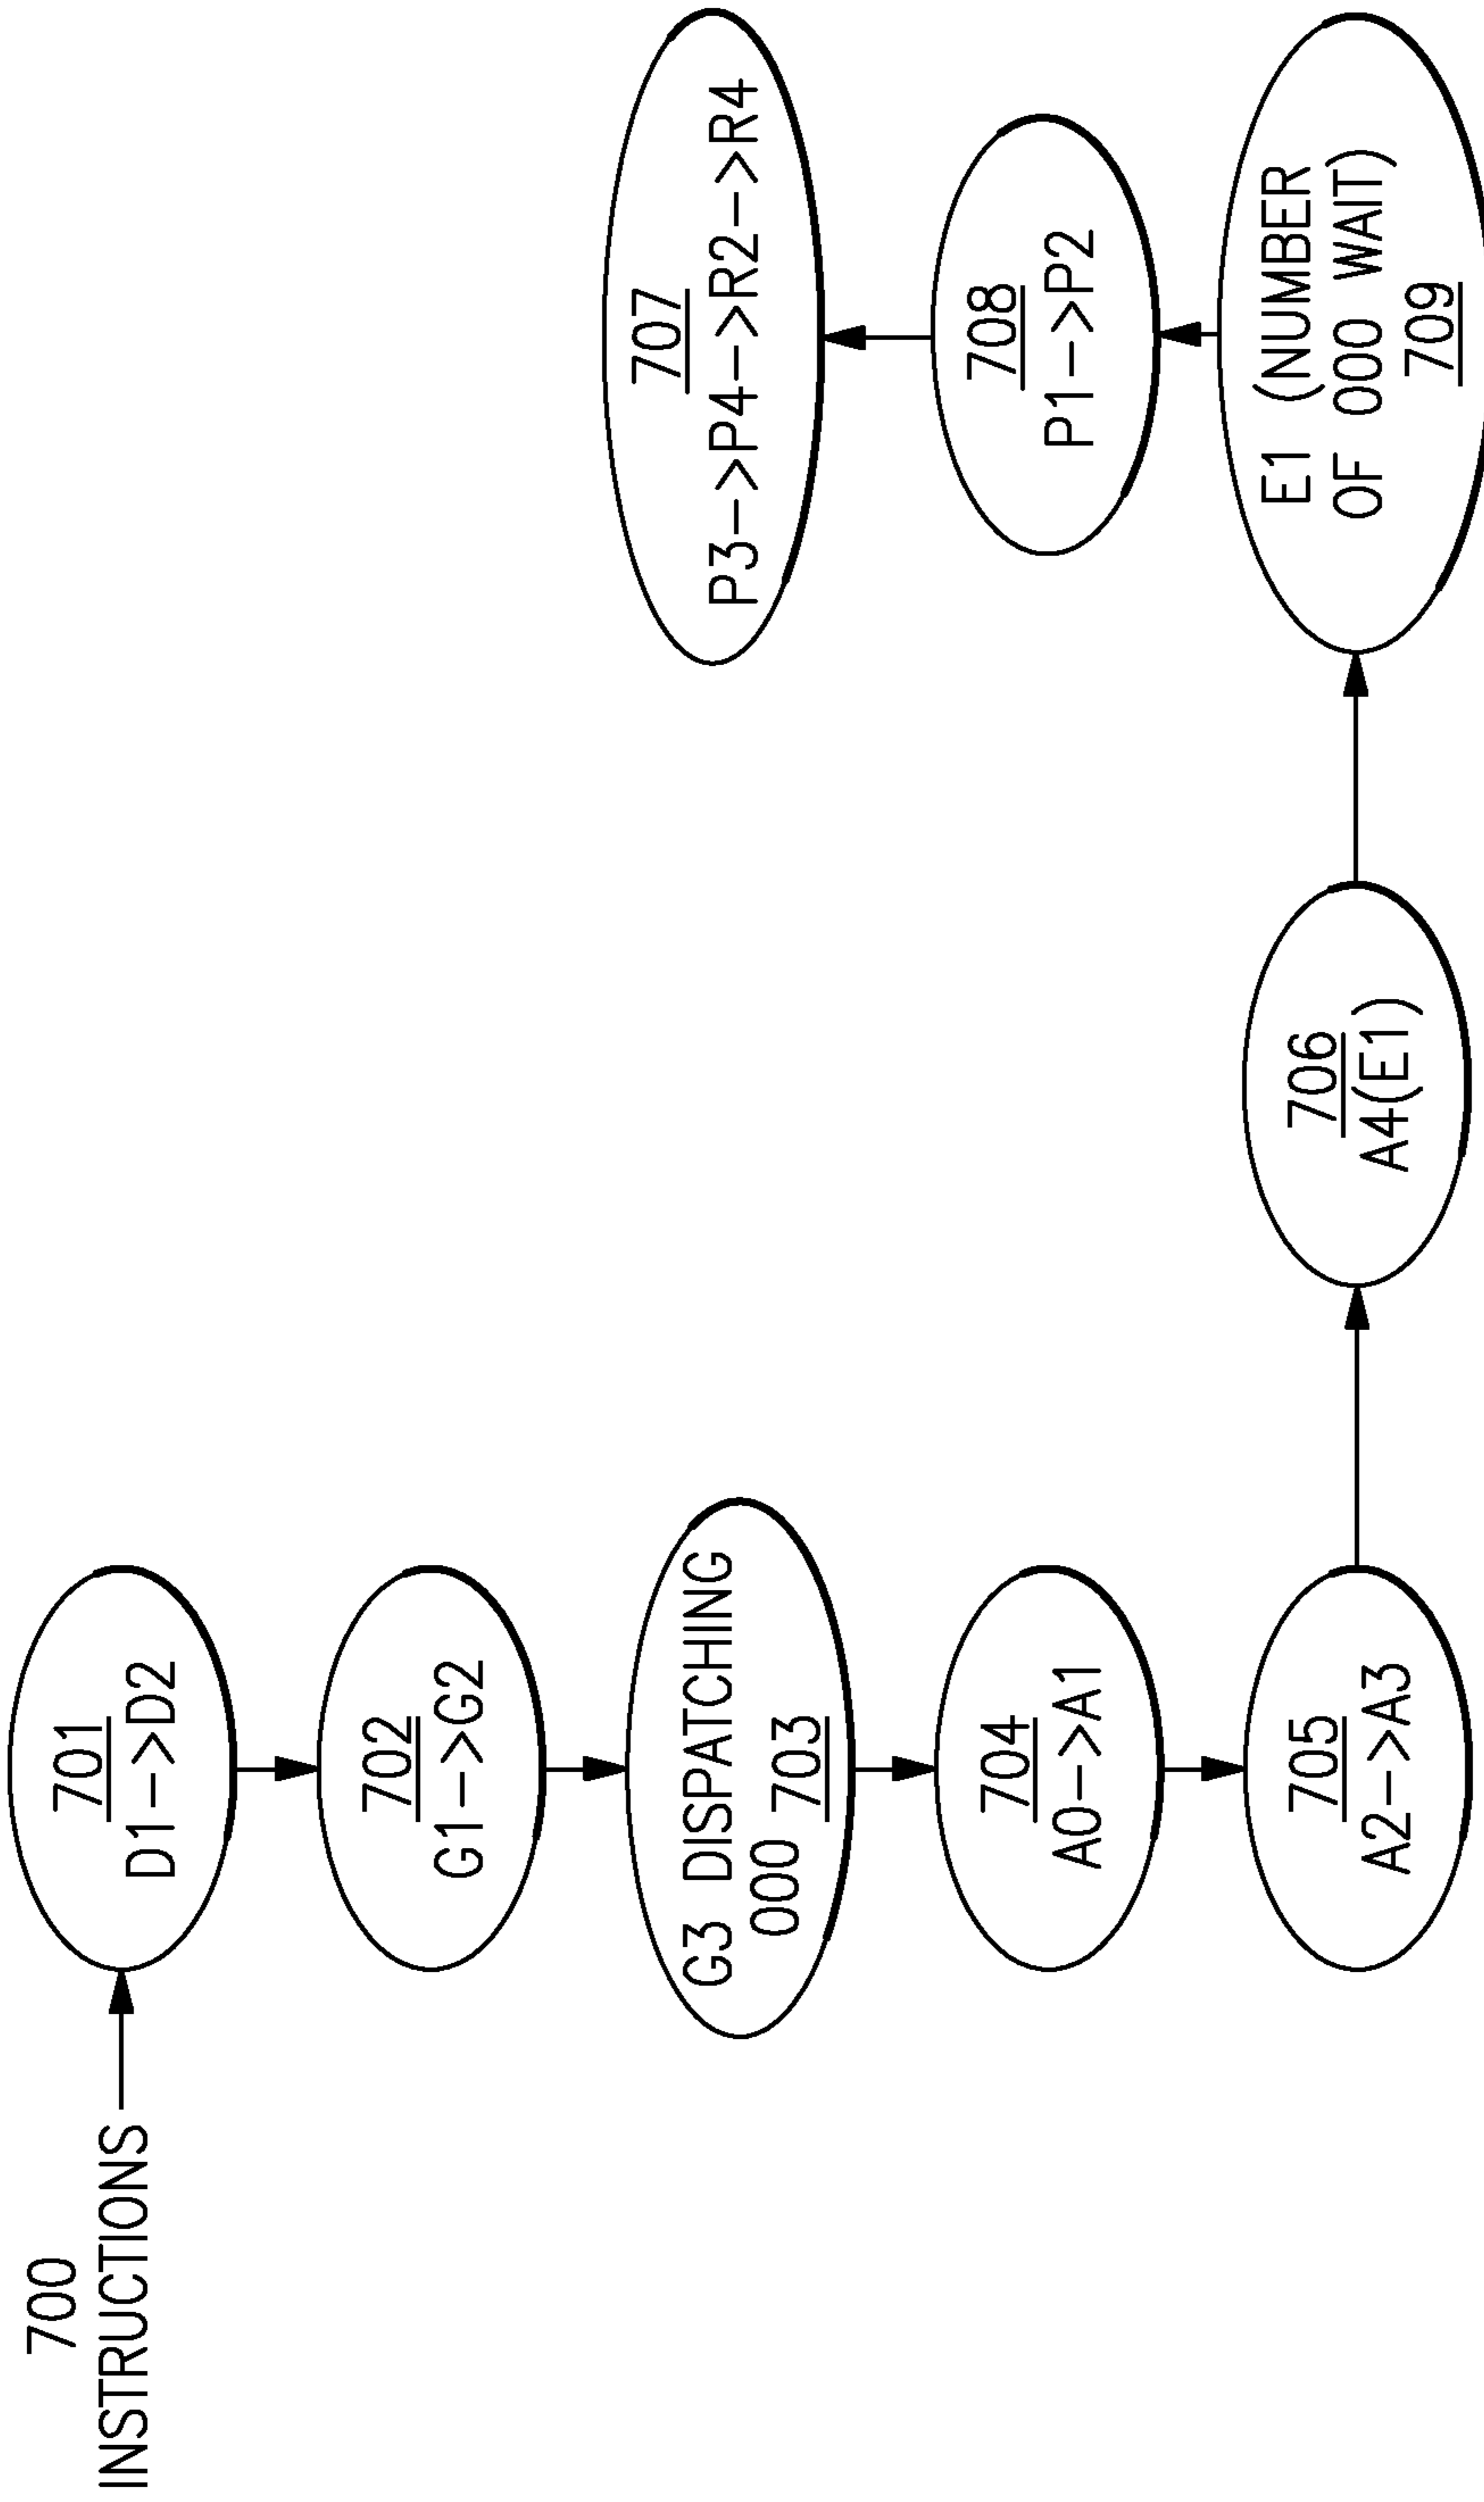 700
INSTRUCTIONS
701
D1-->D2
702
G1-->G2
G3 DISPATCHING
OOO 703
704
A0-->A1
705
A2-->A3
706
A4(E1)
E1 (NUMBER
OF OOO WAIT)
709
708
P1-->P2
707
P3-->P4-->R2-->R4